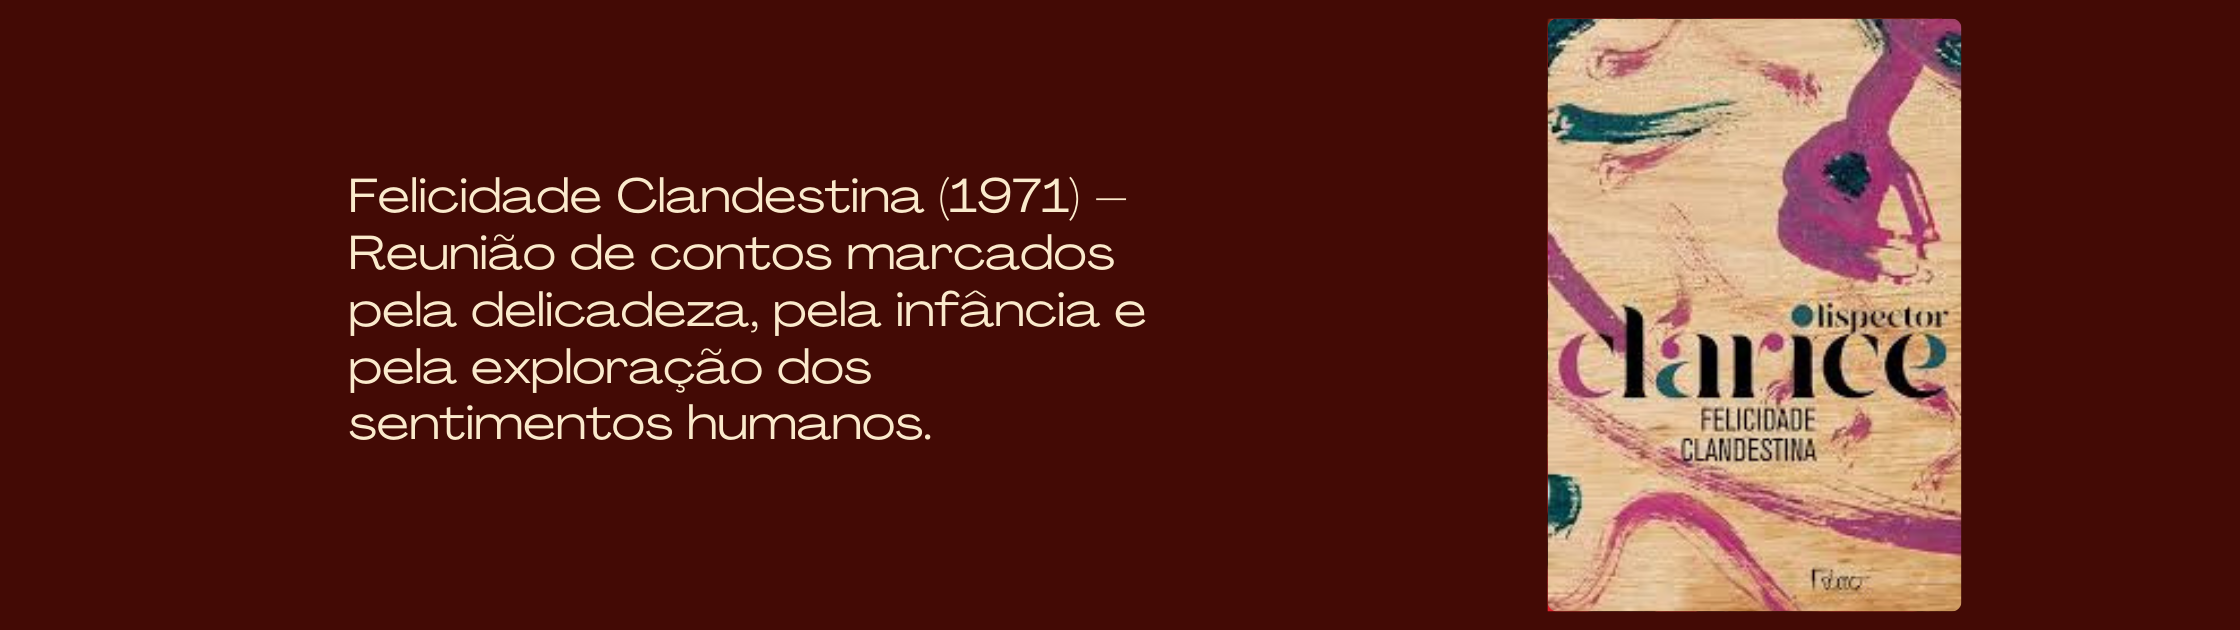 Felicidade Clandestina (1971) –
Reunião de contos marcados
pela delicadeza, pela infância e
pela exploração dos
sentimentos humanos.
lispector
clarice
FELICIDADE
CLANDESTINA